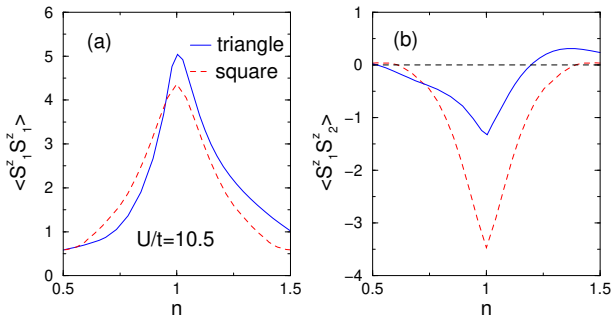 (a)
triangle
square
U/t=10.5
<S^z_1 S^z_1>
6
5
4
3
2
1
0
0.5
1
1.5
n
(b)
<S^z_1 S^z_2>
1
0
−1
−2
−3
−4
0.5
1
1.5
n